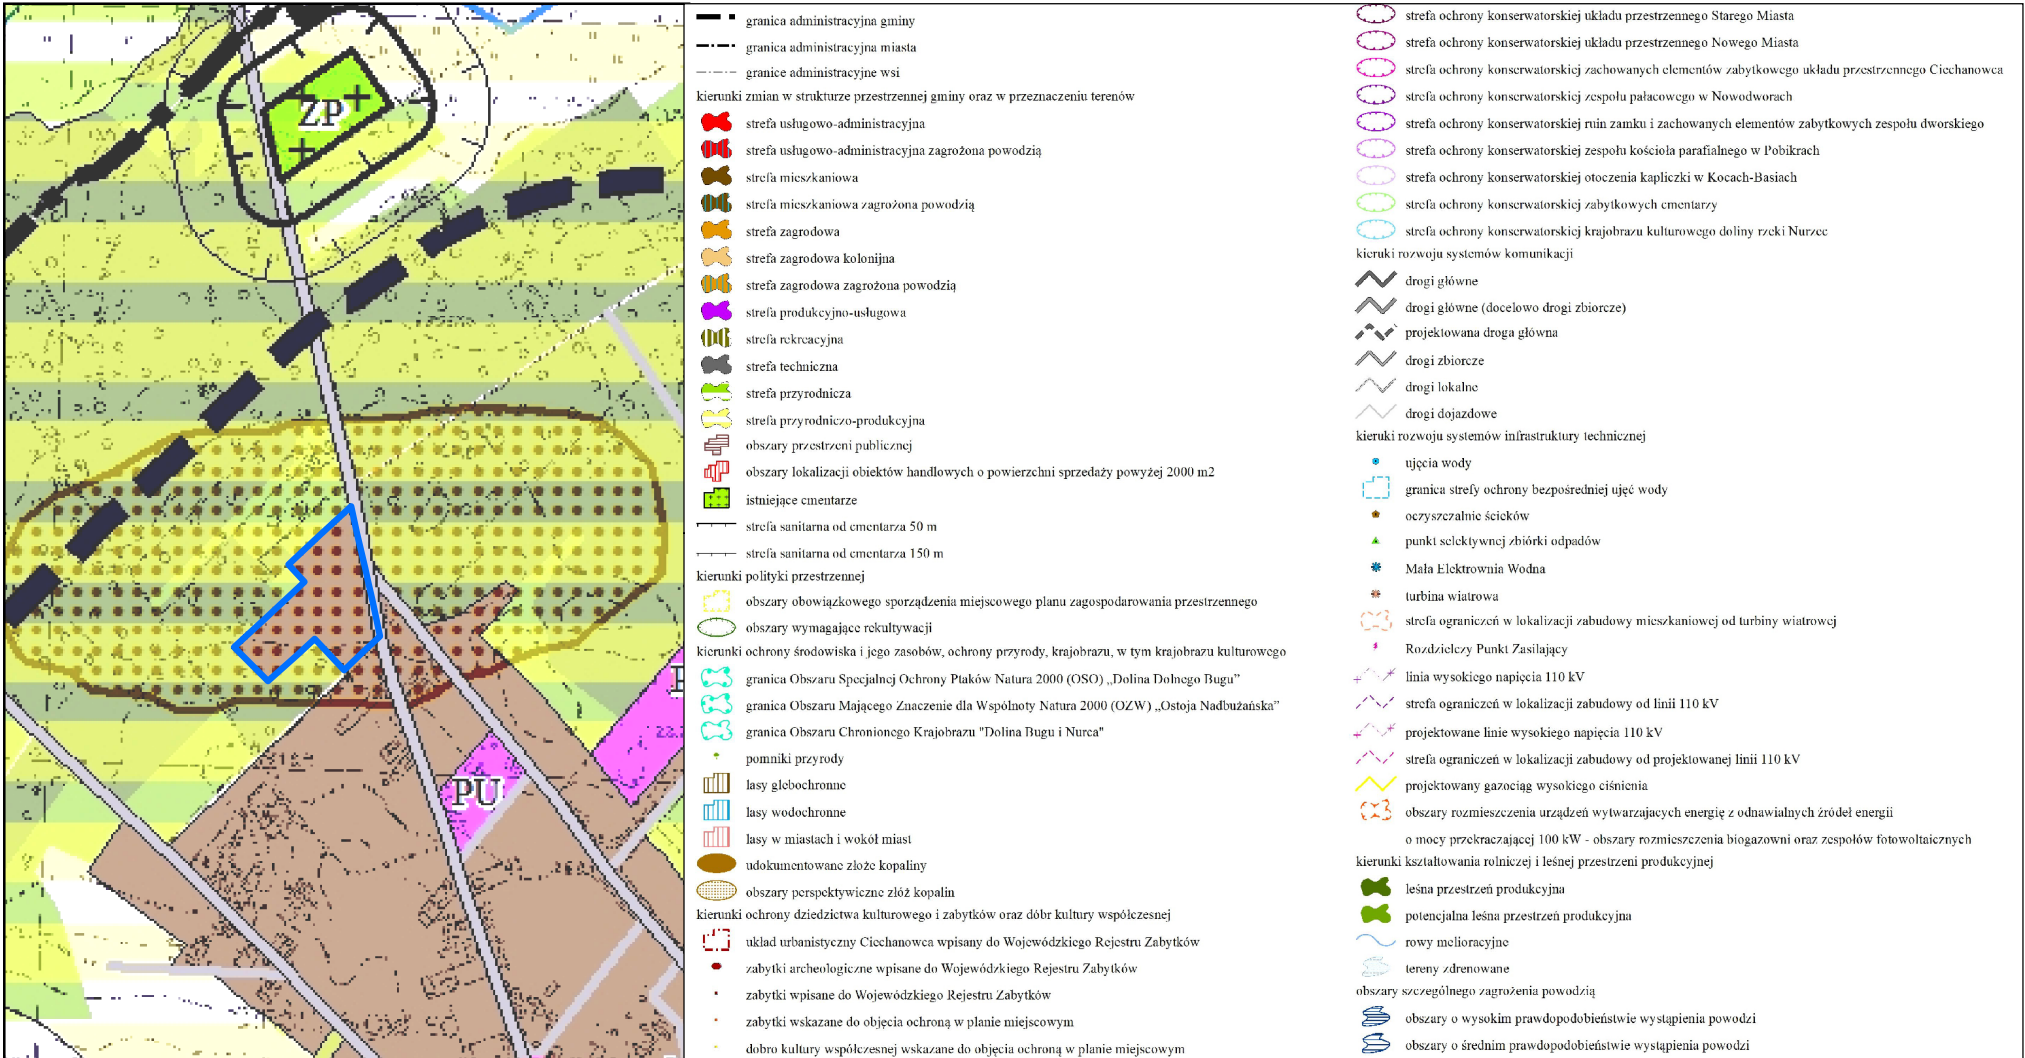 ZP
PU
granica administracyjna gminy
granica administracyjna miasta
granice administracyjne wsi
kierunki zmian w strukturze przestrzennej gminy oraz w przeznaczeniu terenów
strefa usługowo-administracyjna
strefa usługowo-administracyjna zagrożona powodzią
strefa mieszkaniowa
strefa mieszkaniowa zagrożona powodzią
strefa zagrodowa
strefa zagrodowa kolonijna
strefa zagrodowa zagrożona powodzią
strefa produkcyjno-usługowa
strefa rekreacyjna
strefa techniczna
strefa przyrodnicza
strefa przyrodniczo-produkcyjna
obszary przestrzeni publicznej
obszary lokalizacji obiektów handlowych o powierzchni sprzedaży powyżej 2000 m2
istniejące cmentarze
strefa sanitarna od cmentarza 50 m
strefa sanitarna od cmentarza 150 m
kierunki polityki przestrzennej
obszary obowiązkowego sporządzenia miejscowego planu zagospodarowania przestrzennego
obszary wymagające rekultywacji
kierunki ochrony środowiska i jego zasobów, ochrony przyrody, krajobrazu, w tym krajobrazu kulturowego
granica Obszaru Specjalnej Ochrony Ptaków Natura 2000 (OSO) „Dolina Dolnego Bugu”
granica Obszaru Mającego Znaczenie dla Wspólnoty Natura 2000 (OZW) „Ostoja Nadbużańska”
granica Obszaru Chronionego Krajobrazu "Dolina Bugu i Nurca"
pomniki przyrody
lasy glebochronne
lasy wodochronne
lasy w miastach i wokół miast
udokumentowane złoże kopaliny
obszary perspektywiczne złóż kopalin
kierunki ochrony dziedzictwa kulturowego i zabytków oraz dóbr kultury współczesnej
układ urbanistyczny Ciechanowca wpisany do Wojewódzkiego Rejestru Zabytków
zabytki archeologiczne wpisane do Wojewódzkiego Rejestru Zabytków
zabytki wpisane do Wojewódzkiego Rejestru Zabytków
zabytki wskazane do objęcia ochroną w planie miejscowym
dobro kultury współczesnej wskazane do objęcia ochroną w planie miejscowym
strefa ochrony konserwatorskiej układu przestrzennego Starego Miasta
strefa ochrony konserwatorskiej układu przestrzennego Nowego Miasta
strefa ochrony konserwatorskiej zachowanych elementów zabytkowego układu przestrzennego Ciechanowca
strefa ochrony konserwatorskiej zespołu pałacowego w Nowodworach
strefa ochrony konserwatorskiej ruin zamku i zachowanych elementów zabytkowych zespołu dworskiego
strefa ochrony konserwatorskiej zespołu kościoła parafialnego w Pobikrach
strefa ochrony konserwatorskiej otoczenia kapliczki w Kocach-Basiach
strefa ochrony konserwatorskiej zabytkowych cmentarzy
strefa ochrony konserwatorskiej krajobrazu kulturowego doliny rzeki Nurzec
kieruki rozwoju systemów komunikacji
drogi główne
drogi główne (docelowo drogi zbiorcze)
projektowana droga główna
drogi zbiorcze
drogi lokalne
drogi dojazdowe
kieruki rozwoju systemów infrastruktury technicznej
ujęcia wody
granica strefy ochrony bezpośredniej ujęć wody
oczyszczalnie ścieków
punkt selektywnej zbiórki odpadów
Mała Elektrownia Wodna
turbina wiatrowa
strefa ograniczeń w lokalizacji zabudowy mieszkaniowej od turbiny wiatrowej
Rozdzielczy Punkt Zasilający
linia wysokiego napięcia 110 kV
strefa ograniczeń w lokalizacji zabudowy od linii 110 kV
projektowane linie wysokiego napięcia 110 kV
strefa ograniczeń w lokalizacji zabudowy od projektowanej linii 110 kV
projektowany gazociąg wysokiego ciśnienia
obszary rozmieszczenia urządzeń wytwarzajacych energię z odnawialnych źródeł energii
o mocy przekraczającej 100 kW - obszary rozmieszczenia biogazowni oraz zespołów fotowoltaicznych
kierunki kształtowania rolniczej i leśnej przestrzeni produkcyjnej
leśna przestrzeń produkcyjna
potencjalna leśna przestrzeń produkcyjna
rowy melioracyjne
tereny zdrenowane
obszary szczególnego zagrożenia powodzią
obszary o wysokim prawdopodobieństwie wystąpienia powodzi
obszary o średnim prawdopodobieństwie wystąpienia powodzi